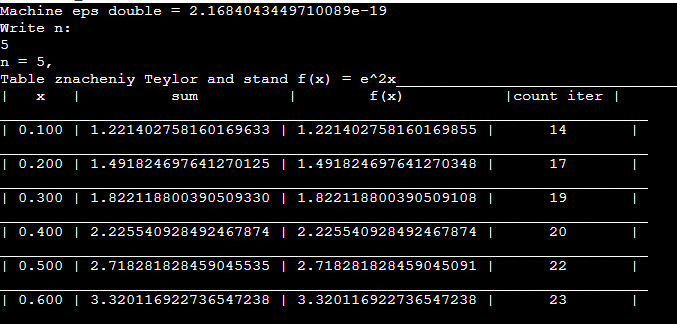 Machine eps double = 2.1684043449710089e-19
Write n:
5
n = 5,
Table znacheniy Teylor and stand f(x) = e^2x________________________
| x | sum | f(x) |count iter |
| 0.100 | 1.221402758160169633 | 1.221402758160169855 | 14 |
| 0.200 | 1.491824697641270125 | 1.491824697641270348 | 17 |
| 0.300 | 1.822118800390509330 | 1.822118800390509108 | 19 |
| 0.400 | 2.225540928492467874 | 2.225540928492467874 | 20 |
| 0.500 | 2.718281828459045535 | 2.718281828459045091 | 22 |
| 0.600 | 3.320116922736547238 | 3.320116922736547238 | 23 |